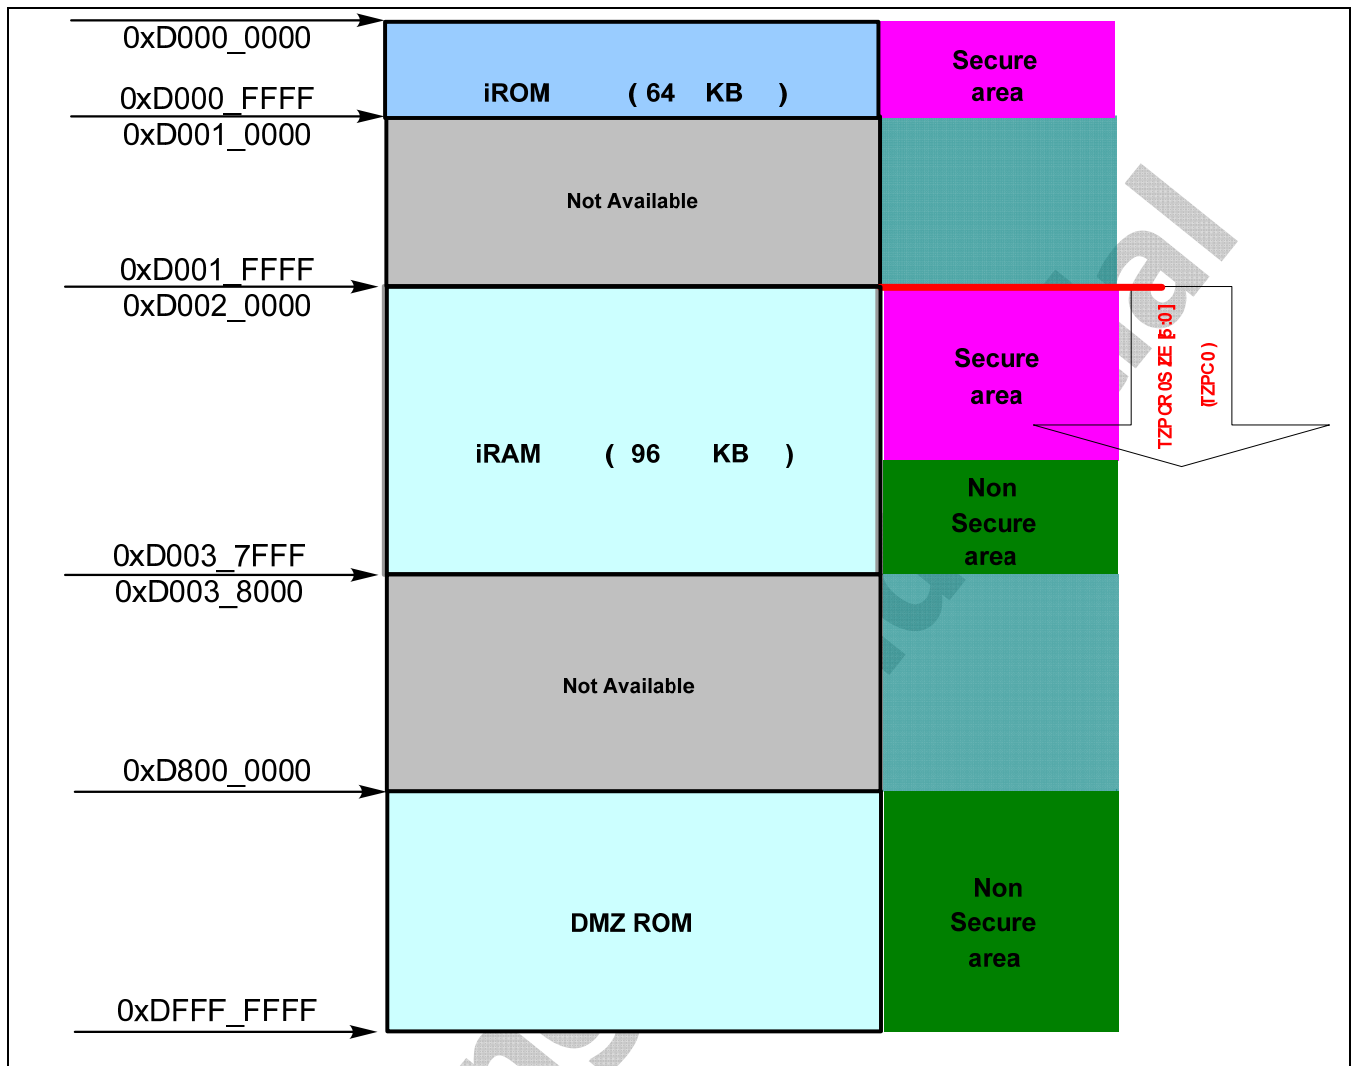 0xD000_0000
Secure
area
0xD000_FFFF
iROM ( 64 KB )
0xD001_0000
Not Available
0xD001_FFFF
0xD002_0000
TZPCR0SIZE[5:0]
(TZPC0)
Secure
area
iRAM ( 96 KB )
Non
Secure
area
0xD003_7FFF
0xD003_8000
Not Available
0xD800_0000
DMZ ROM
Non
Secure
area
0xDFFF_FFFF